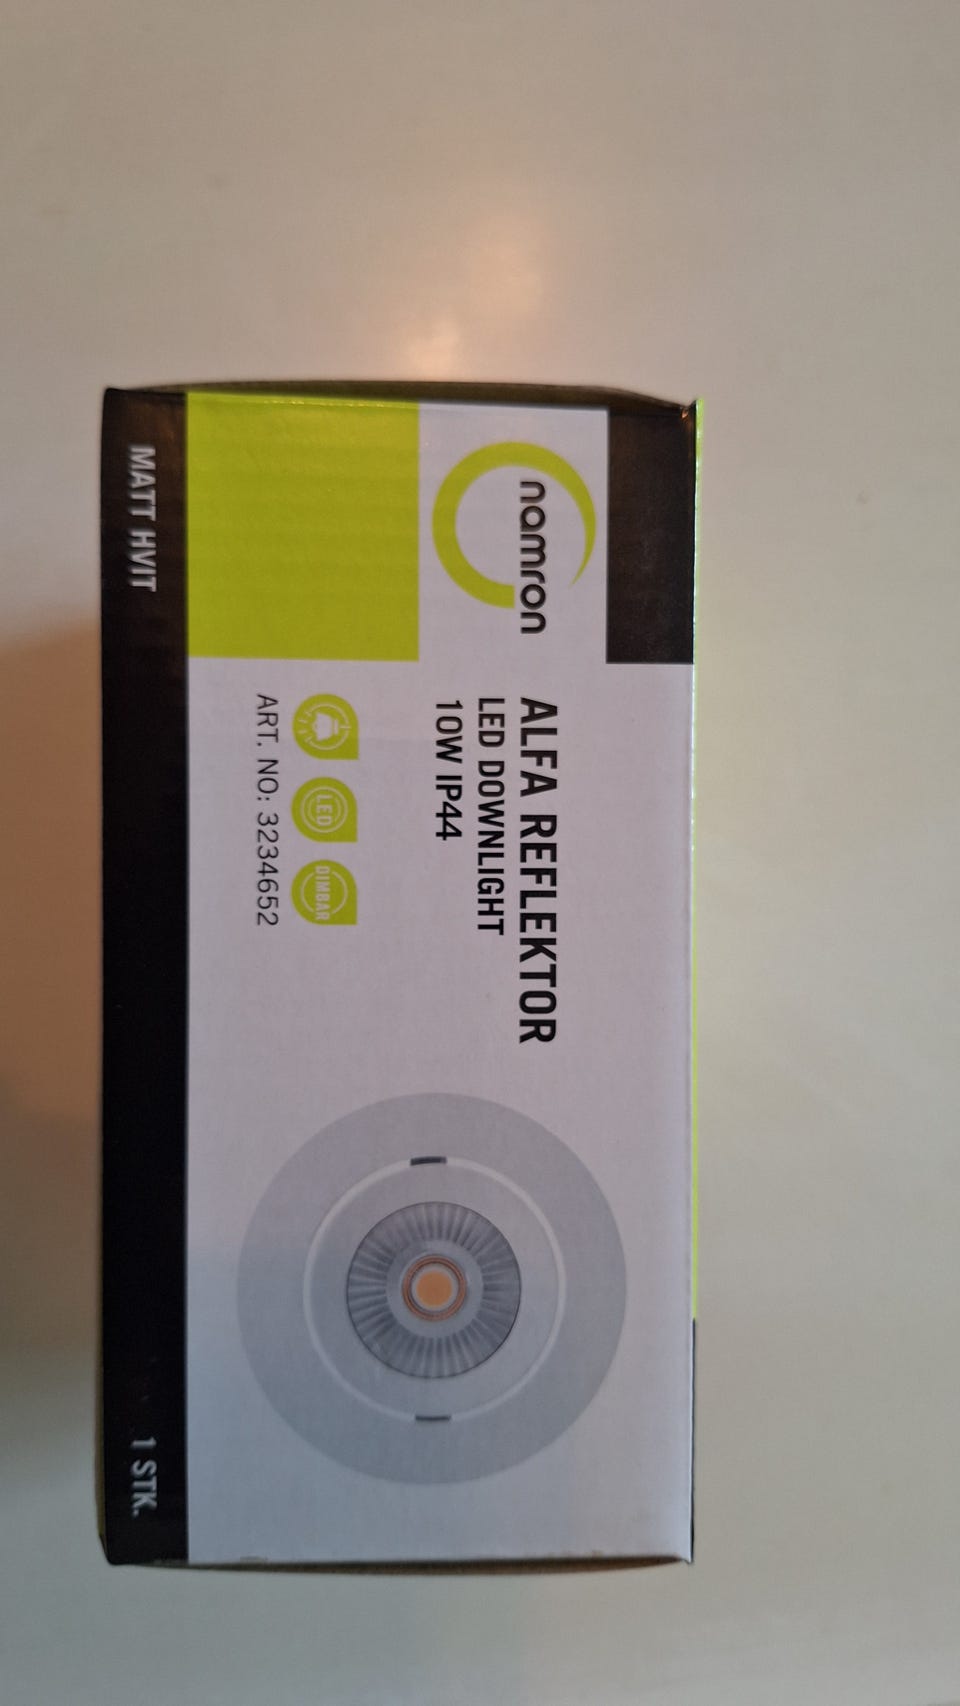 namron
ALFA REFLEKTOR
LED DOWNLIGHT
10W IP44
LED
DIMBAR
ART. NO: 3234652
MATT HVIT
1 STK.